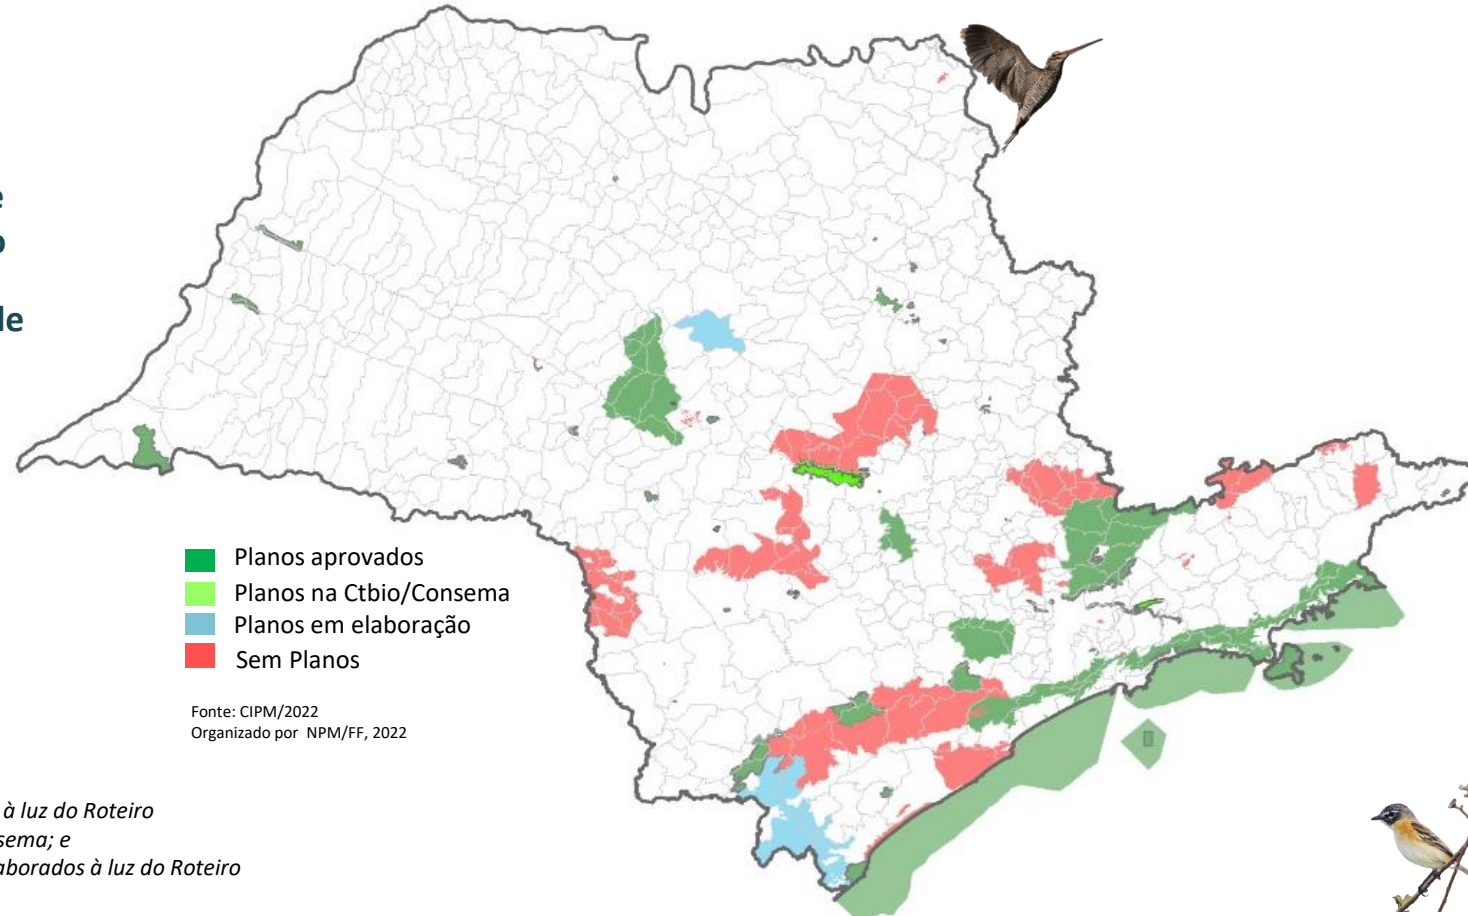 e
o
de
Planos aprovados
Planos na Ctbio/Consema
Planos em elaboração
Sem Planos
Fonte: CIPM/2022
Organizado por NPM/FF, 2022
à luz do Roteiro
sema; e
aborados à luz do Roteiro